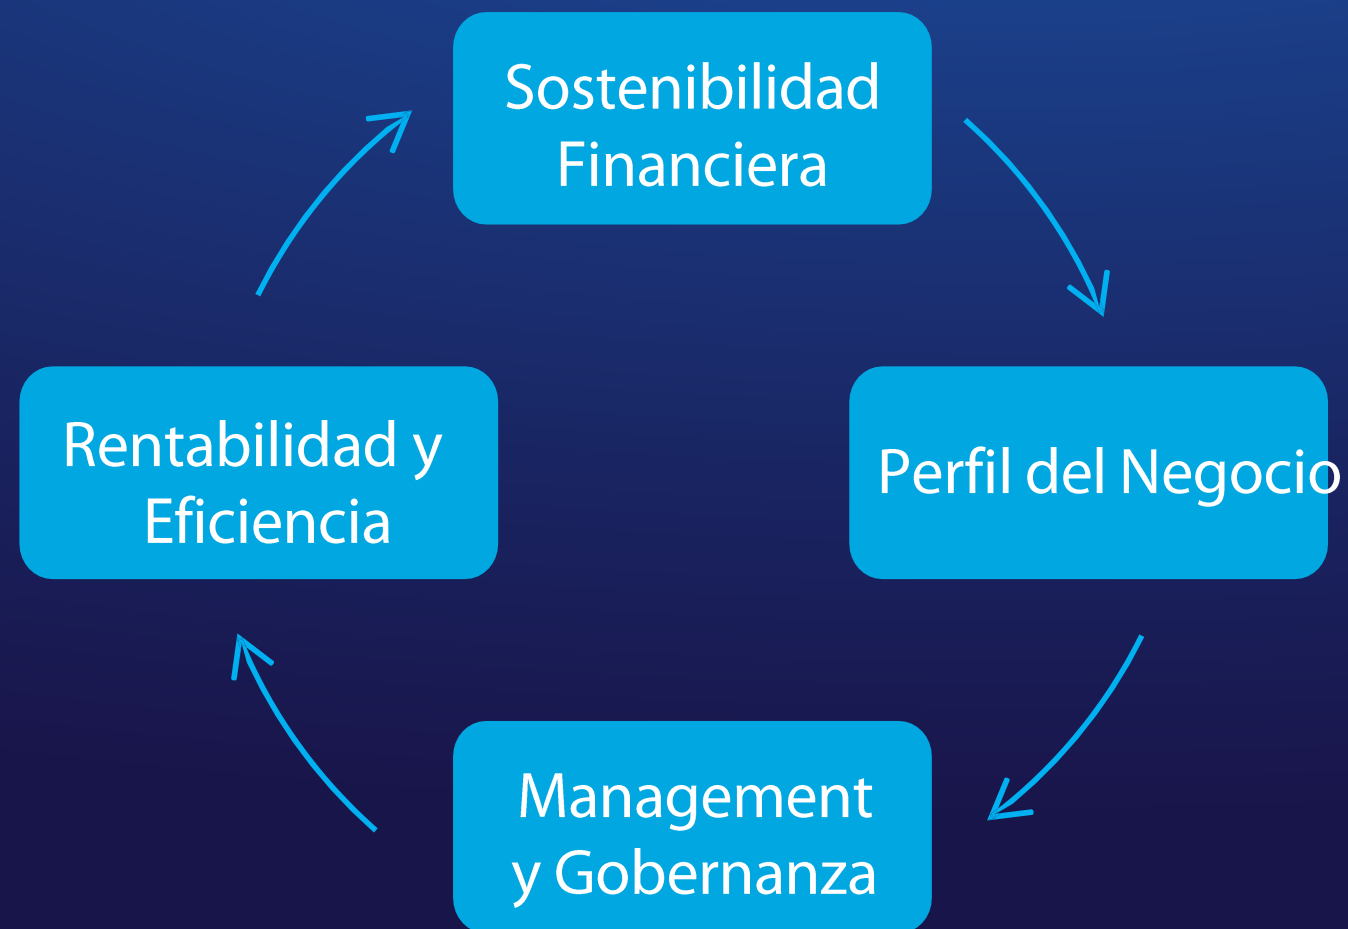 Sostenibilidad
Financiera
Rentabilidad y
Eficiencia
Perfil del Negocio
Management
y Gobernanza